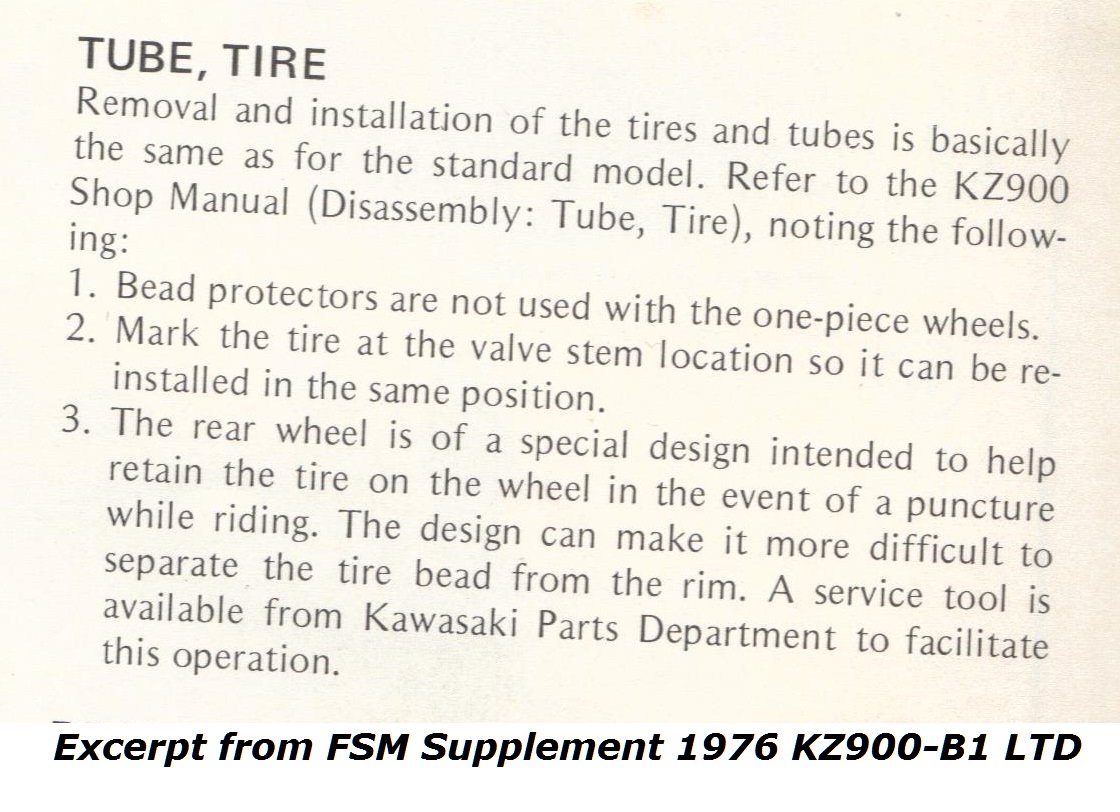 TUBE, TIRE
Removal and installation of the tires and tubes is basically
the same as for the standard model. Refer to the KZ900
Shop Manual (Disassembly: Tube, Tire), noting the follow-
ing:
1. Bead protectors are not used with the one-piece wheels.
2. Mark the tire at the valve stem location so it can be re-
installed in the same position.
3. The rear wheel is of a special design intended to help
retain the tire on the wheel in the event of a puncture
while riding. The design can make it more difficult to
separate the tire bead from the rim. A service tool is
available from Kawasaki Parts Department to facilitate
this operation.
Excerpt from FSM Supplement 1976 KZ900-B1 LTD